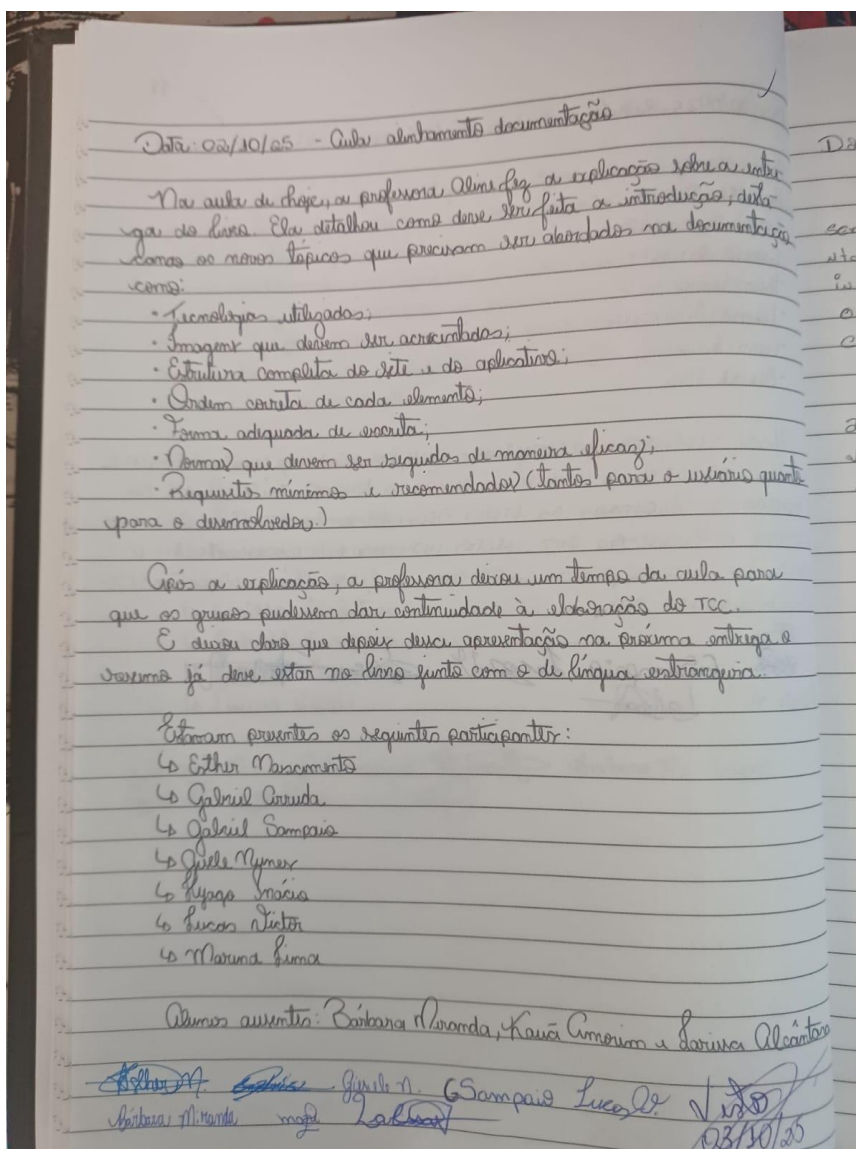 Data: 02/10/25 - Aula alinhamento documentação
Na aula de hoje, a professora Aline fez a explicação sobre a entre
ga do livro. Ela detalhou como deve ser feita a introdução, desta
camos os novos tópicos que precisam ser abordados na documentação
como:
• Tecnologias utilizadas;
• Imagens que devem ser acrescentadas;
• Estrutura completa do site e do aplicativo;
• Ordem correta de cada elemento;
• Forma adequada de escrita;
• Normas que devem ser seguidas de maneira eficaz;
• Requisitos mínimos e recomendados (tantos para o usuário quanto
para o desenvolvedor.)
Após a explicação, a professora deixou um tempo da aula para
que os grupos pudessem dar continuidade à elaboração do TCC.
E deixou claro que depois dessa apresentação na próxima entrega o
resumo já deve estar no livro junto com o de língua estrangeira.
Estavam presentes os seguintes participantes:
↳ Esther Nascimento
↳ Gabriel Arruda
↳ Gabriel Sampaio
↳ Gisele Nymex
↳ Hyago Inácio
↳ Lucas Victor
↳ Marina Lima
Alunos ausentes: Bárbara Miranda, Kauã Amorim e Larissa Alcântara
Esther M. Gisele N. GSampaio Lucas V. Visto
Bárbara Miranda 03/10/25
Da